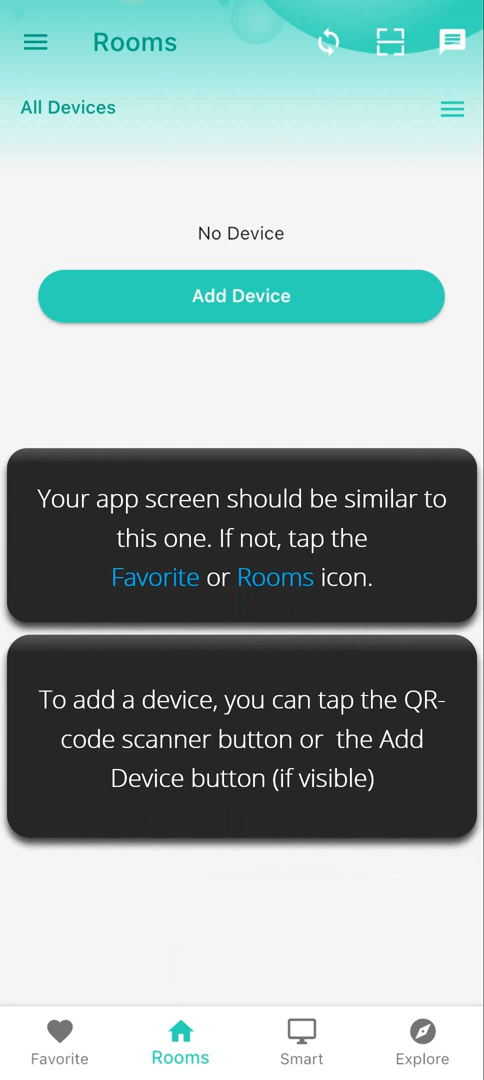 Rooms
All Devices
No Device
Add Device
Your app screen should be similar to
this one. If not, tap the
Favorite or Rooms icon.
To add a device, you can tap the QR-
code scanner button or the Add
Device button (if visible)
Favorite
Rooms
Smart
Explore